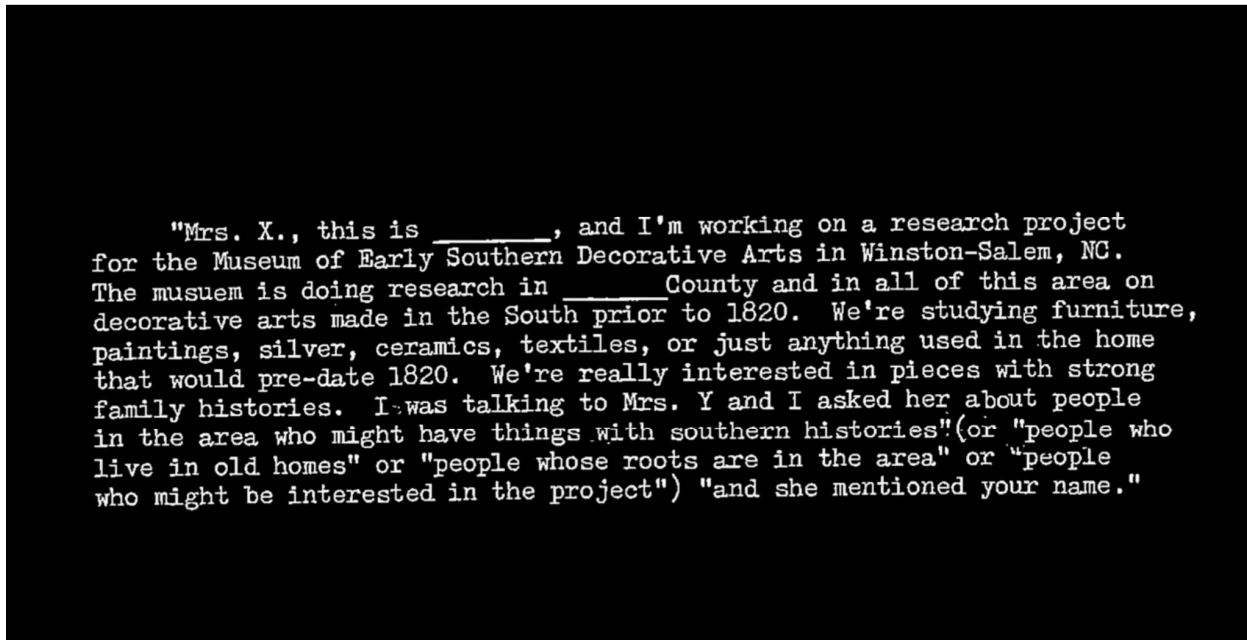 "Mrs. X., this is ________, and I'm working on a research project
for the Museum of Early Southern Decorative Arts in Winston-Salem, NC.
The musuem is doing research in _______County and in all of this area on
decorative arts made in the South prior to 1820.  We're studying furniture,
paintings, silver, ceramics, textiles, or just anything used in the home
that would pre-date 1820.  We're really interested in pieces with strong
family histories.  I was talking to Mrs. Y and I asked her about people
in the area who might have things with southern histories" (or "people who
live in old homes" or "people whose roots are in the area" or "people
who might be interested in the project") "and she mentioned your name."